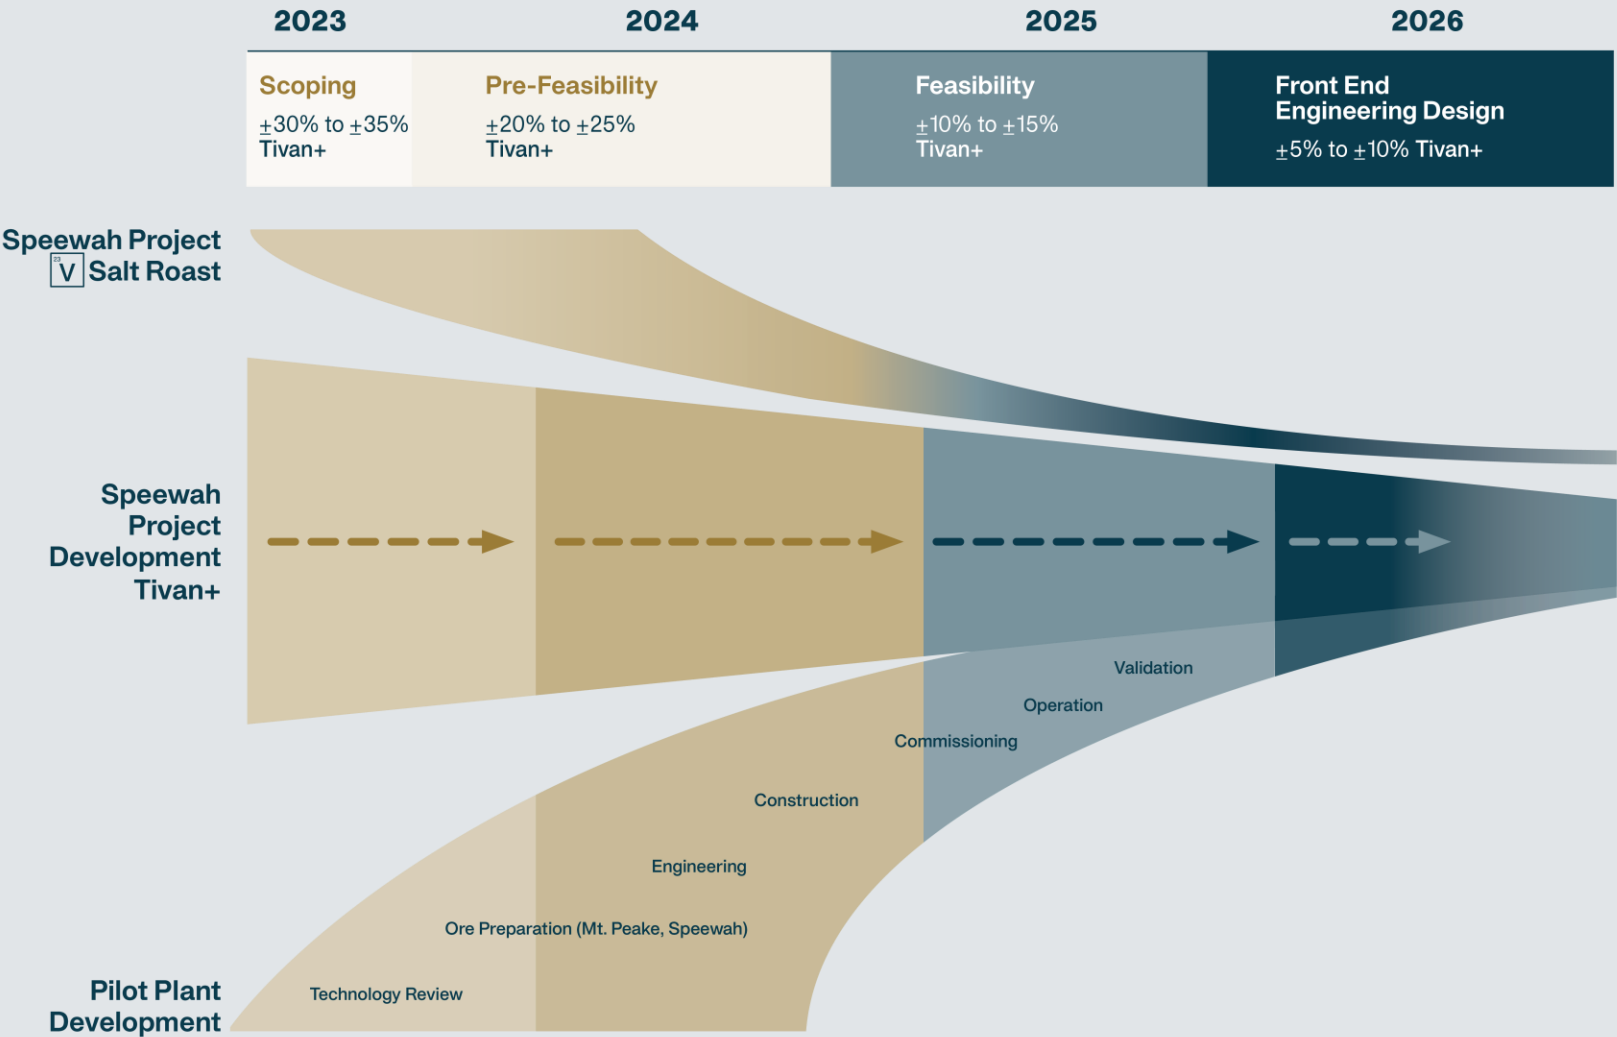 2023
2024
2025
2026
Scoping
±30% to ±35%
Tivan+
Pre-Feasibility
±20% to ±25%
Tivan+
Feasibility
±10% to ±15%
Tivan+
Front End
Engineering Design
±5% to ±10% Tivan+
Speewah Project
23 V Salt Roast
Speewah
Project
Development
Tivan+
Validation
Operation
Commissioning
Construction
Engineering
Ore Preparation (Mt. Peake, Speewah)
Technology Review
Pilot Plant
Development